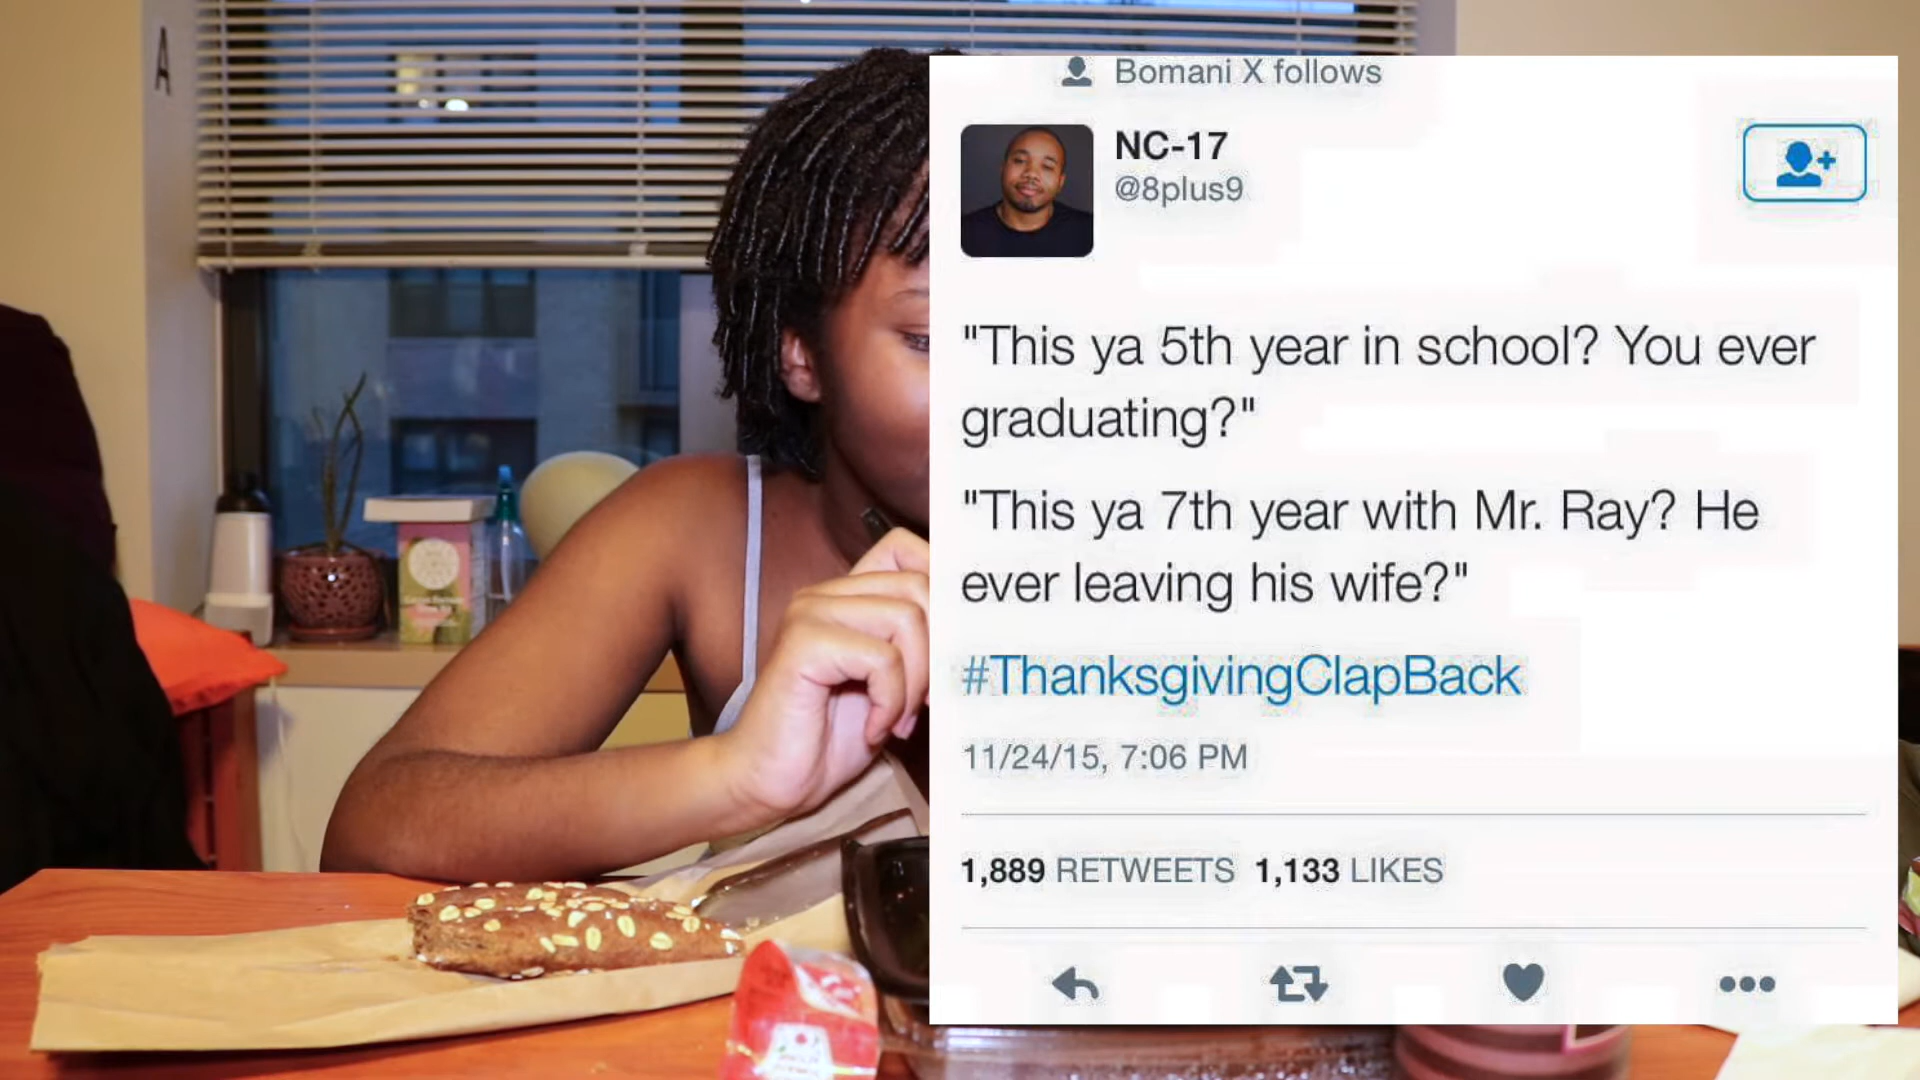 A
Bomani X follows
NC-17
@8plus9
"This ya 5th year in school? You ever
graduating?"
"This ya 7th year with Mr. Ray? He
ever leaving his wife?"
#ThanksgivingClapBack
11/24/15, 7:06 PM
1,889 RETWEETS 1,133 LIKES